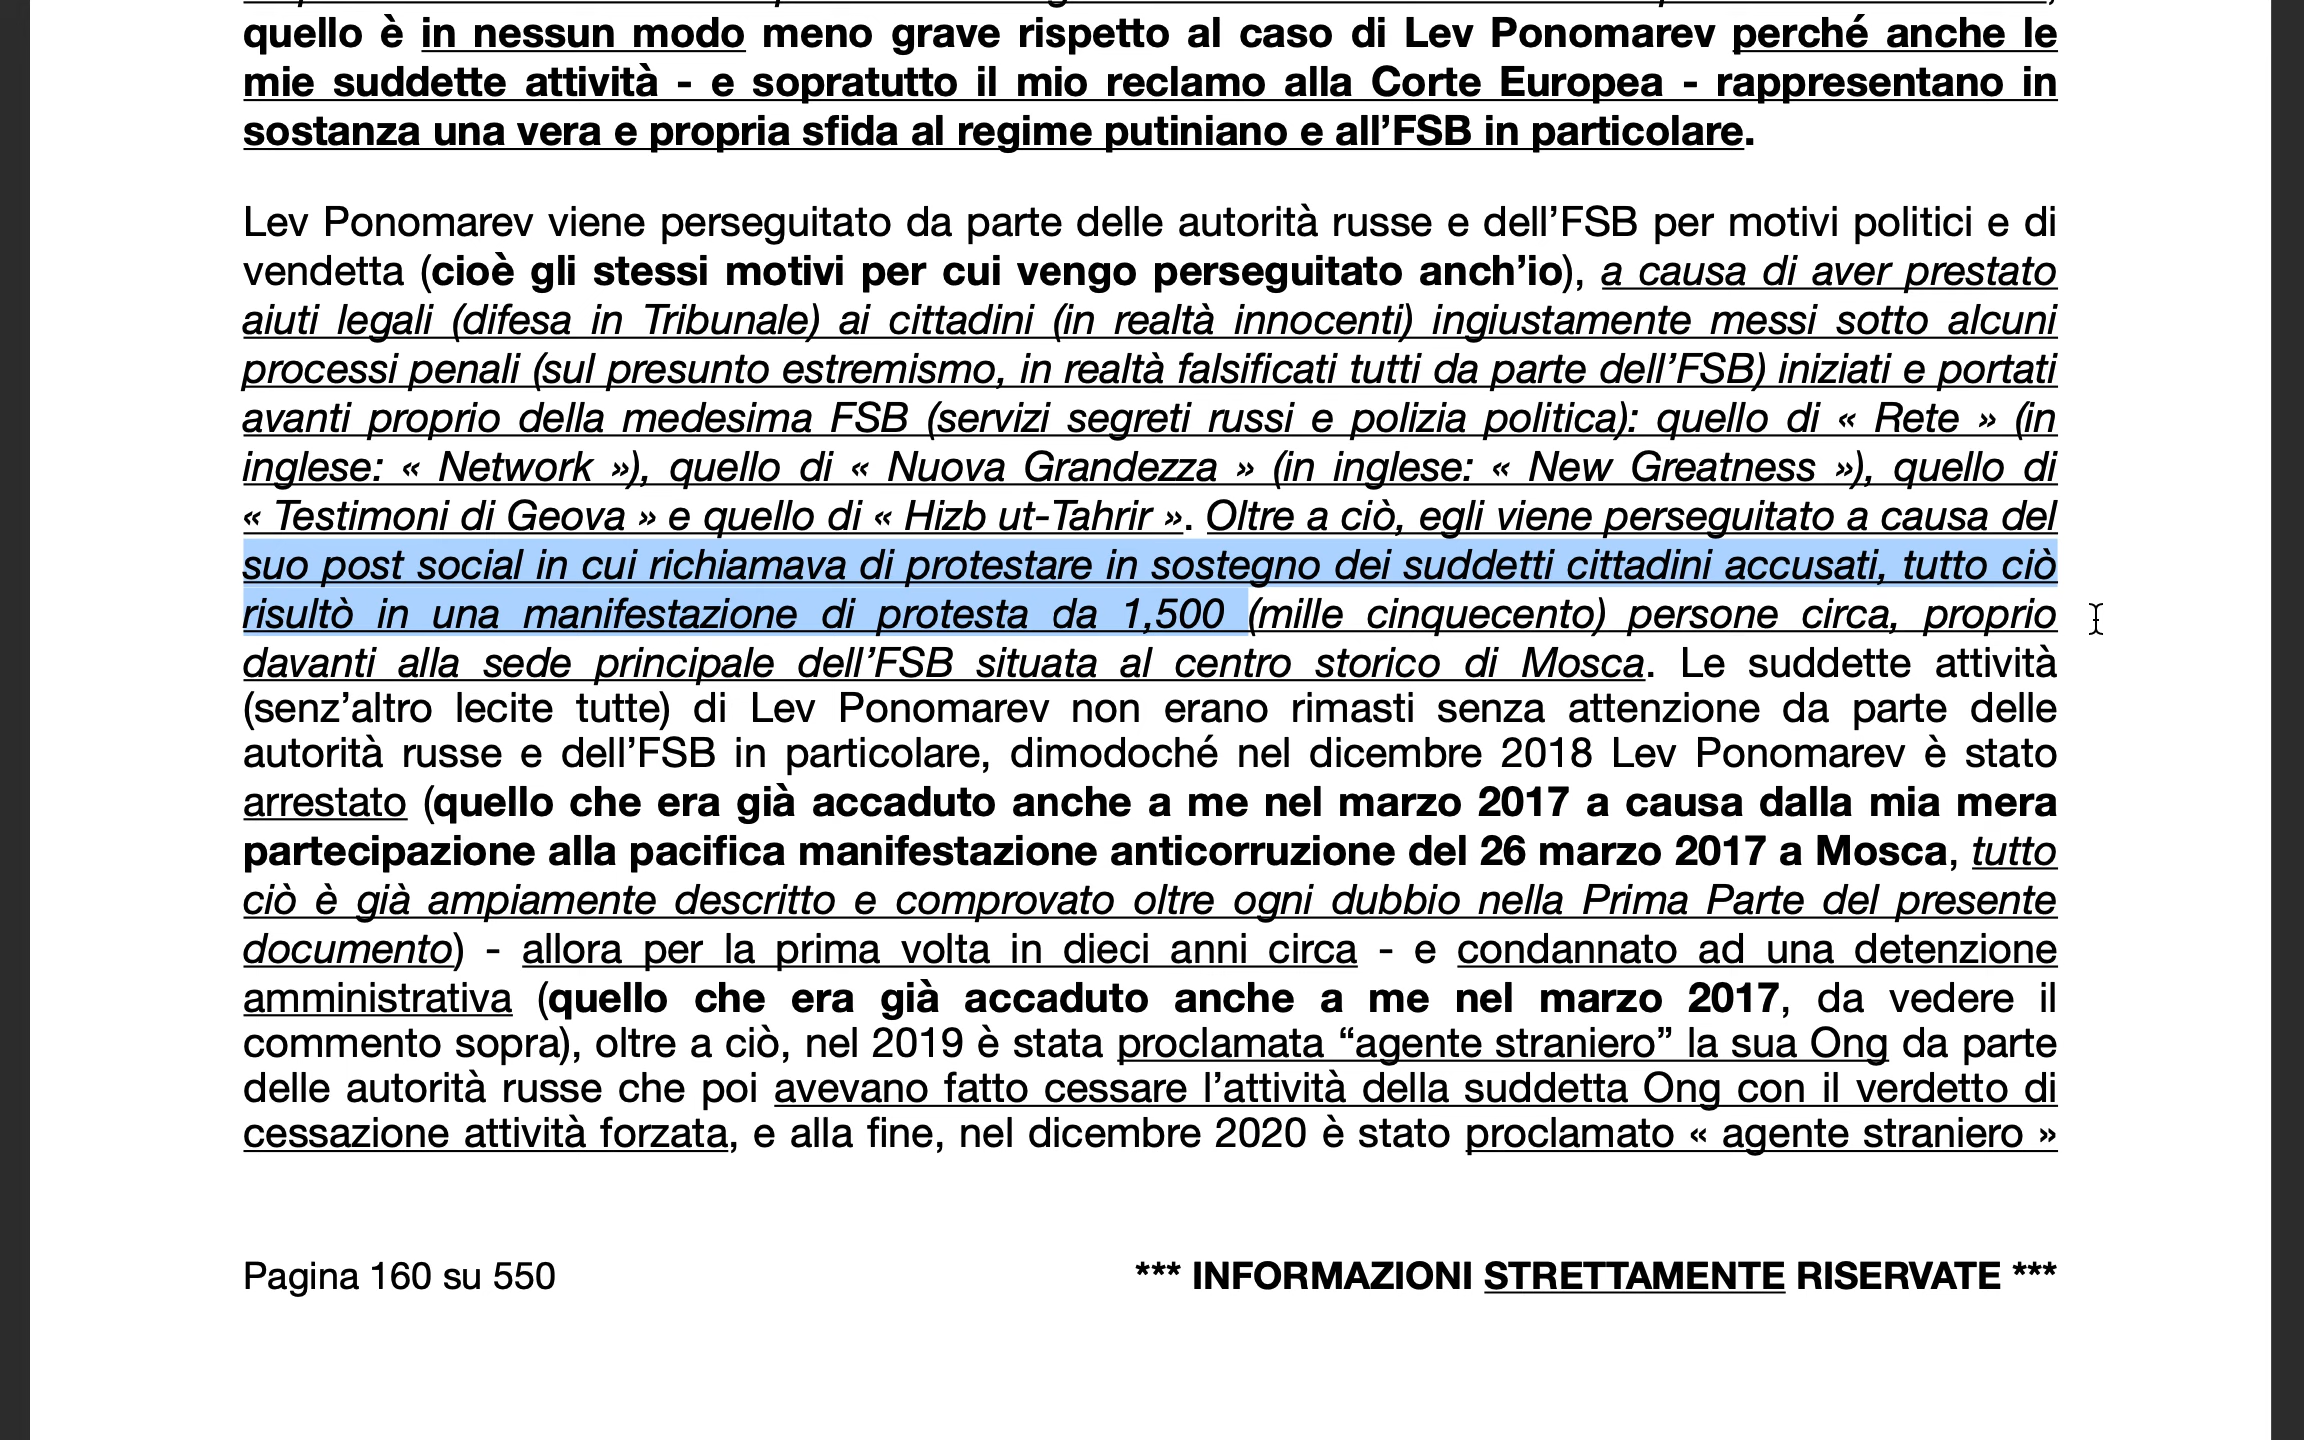 quello è in nessun modo meno grave rispetto al caso di Lev Ponomarev perché anche le
mie suddette attività - e sopratutto il mio reclamo alla Corte Europea - rappresentano in
sostanza una vera e propria sfida al regime putiniano e all’FSB in particolare.
Lev Ponomarev viene perseguitato da parte delle autorità russe e dell’FSB per motivi politici e di
vendetta (cioè gli stessi motivi per cui vengo perseguitato anch’io), a causa di aver prestato
aiuti legali (difesa in Tribunale) ai cittadini (in realtà innocenti) ingiustamente messi sotto alcuni
processi penali (sul presunto estremismo, in realtà falsificati tutti da parte dell’FSB) iniziati e portati
avanti proprio della medesima FSB (servizi segreti russi e polizia politica): quello di « Rete » (in
inglese: « Network »), quello di « Nuova Grandezza » (in inglese: « New Greatness »), quello di
« Testimoni di Geova » e quello di « Hizb ut-Tahrir ». Oltre a ciò, egli viene perseguitato a causa del
suo post social in cui richiamava di protestare in sostegno dei suddetti cittadini accusati, tutto ciò
risultò in una manifestazione di protesta da 1,500 (mille cinquecento) persone circa, proprio
davanti alla sede principale dell’FSB situata al centro storico di Mosca. Le suddette attività
(senz’altro lecite tutte) di Lev Ponomarev non erano rimasti senza attenzione da parte delle
autorità russe e dell’FSB in particolare, dimodoché nel dicembre 2018 Lev Ponomarev è stato
arrestato (quello che era già accaduto anche a me nel marzo 2017 a causa dalla mia mera
partecipazione alla pacifica manifestazione anticorruzione del 26 marzo 2017 a Mosca, tutto
ciò è già ampiamente descritto e comprovato oltre ogni dubbio nella Prima Parte del presente
documento) - allora per la prima volta in dieci anni circa - e condannato ad una detenzione
amministrativa (quello che era già accaduto anche a me nel marzo 2017, da vedere il
commento sopra), oltre a ciò, nel 2019 è stata proclamata “agente straniero” la sua Ong da parte
delle autorità russe che poi avevano fatto cessare l’attività della suddetta Ong con il verdetto di
cessazione attività forzata, e alla fine, nel dicembre 2020 è stato proclamato « agente straniero »
Pagina 160 su 550
*** INFORMAZIONI STRETTAMENTE RISERVATE ***